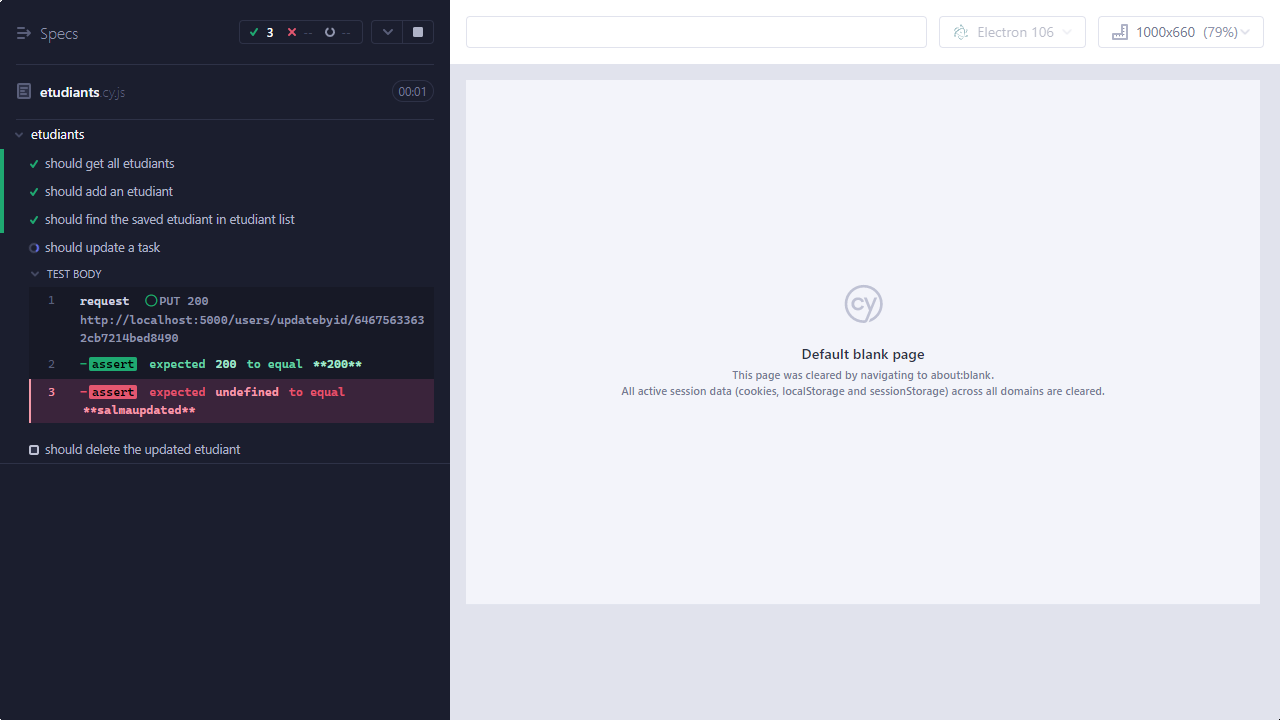 Specs
3
--
--
Electron 106
1000x660 (79%)
etudiants cy.js
00:01
etudiants
should get all etudiants
should add an etudiant
should find the saved etudiant in etudiant list
should update a task
TEST BODY
1 request PUT 200
http://localhost:5000/users/updatebyid/6467563363
2cb7214bed8490
2 -assert expected 200 to equal **200**
3 -assert expected undefined to equal
**salmaupdated**
should delete the updated etudiant
cy
Default blank page
This page was cleared by navigating to about:blank.
All active session data (cookies, localStorage and sessionStorage) across all domains are cleared.